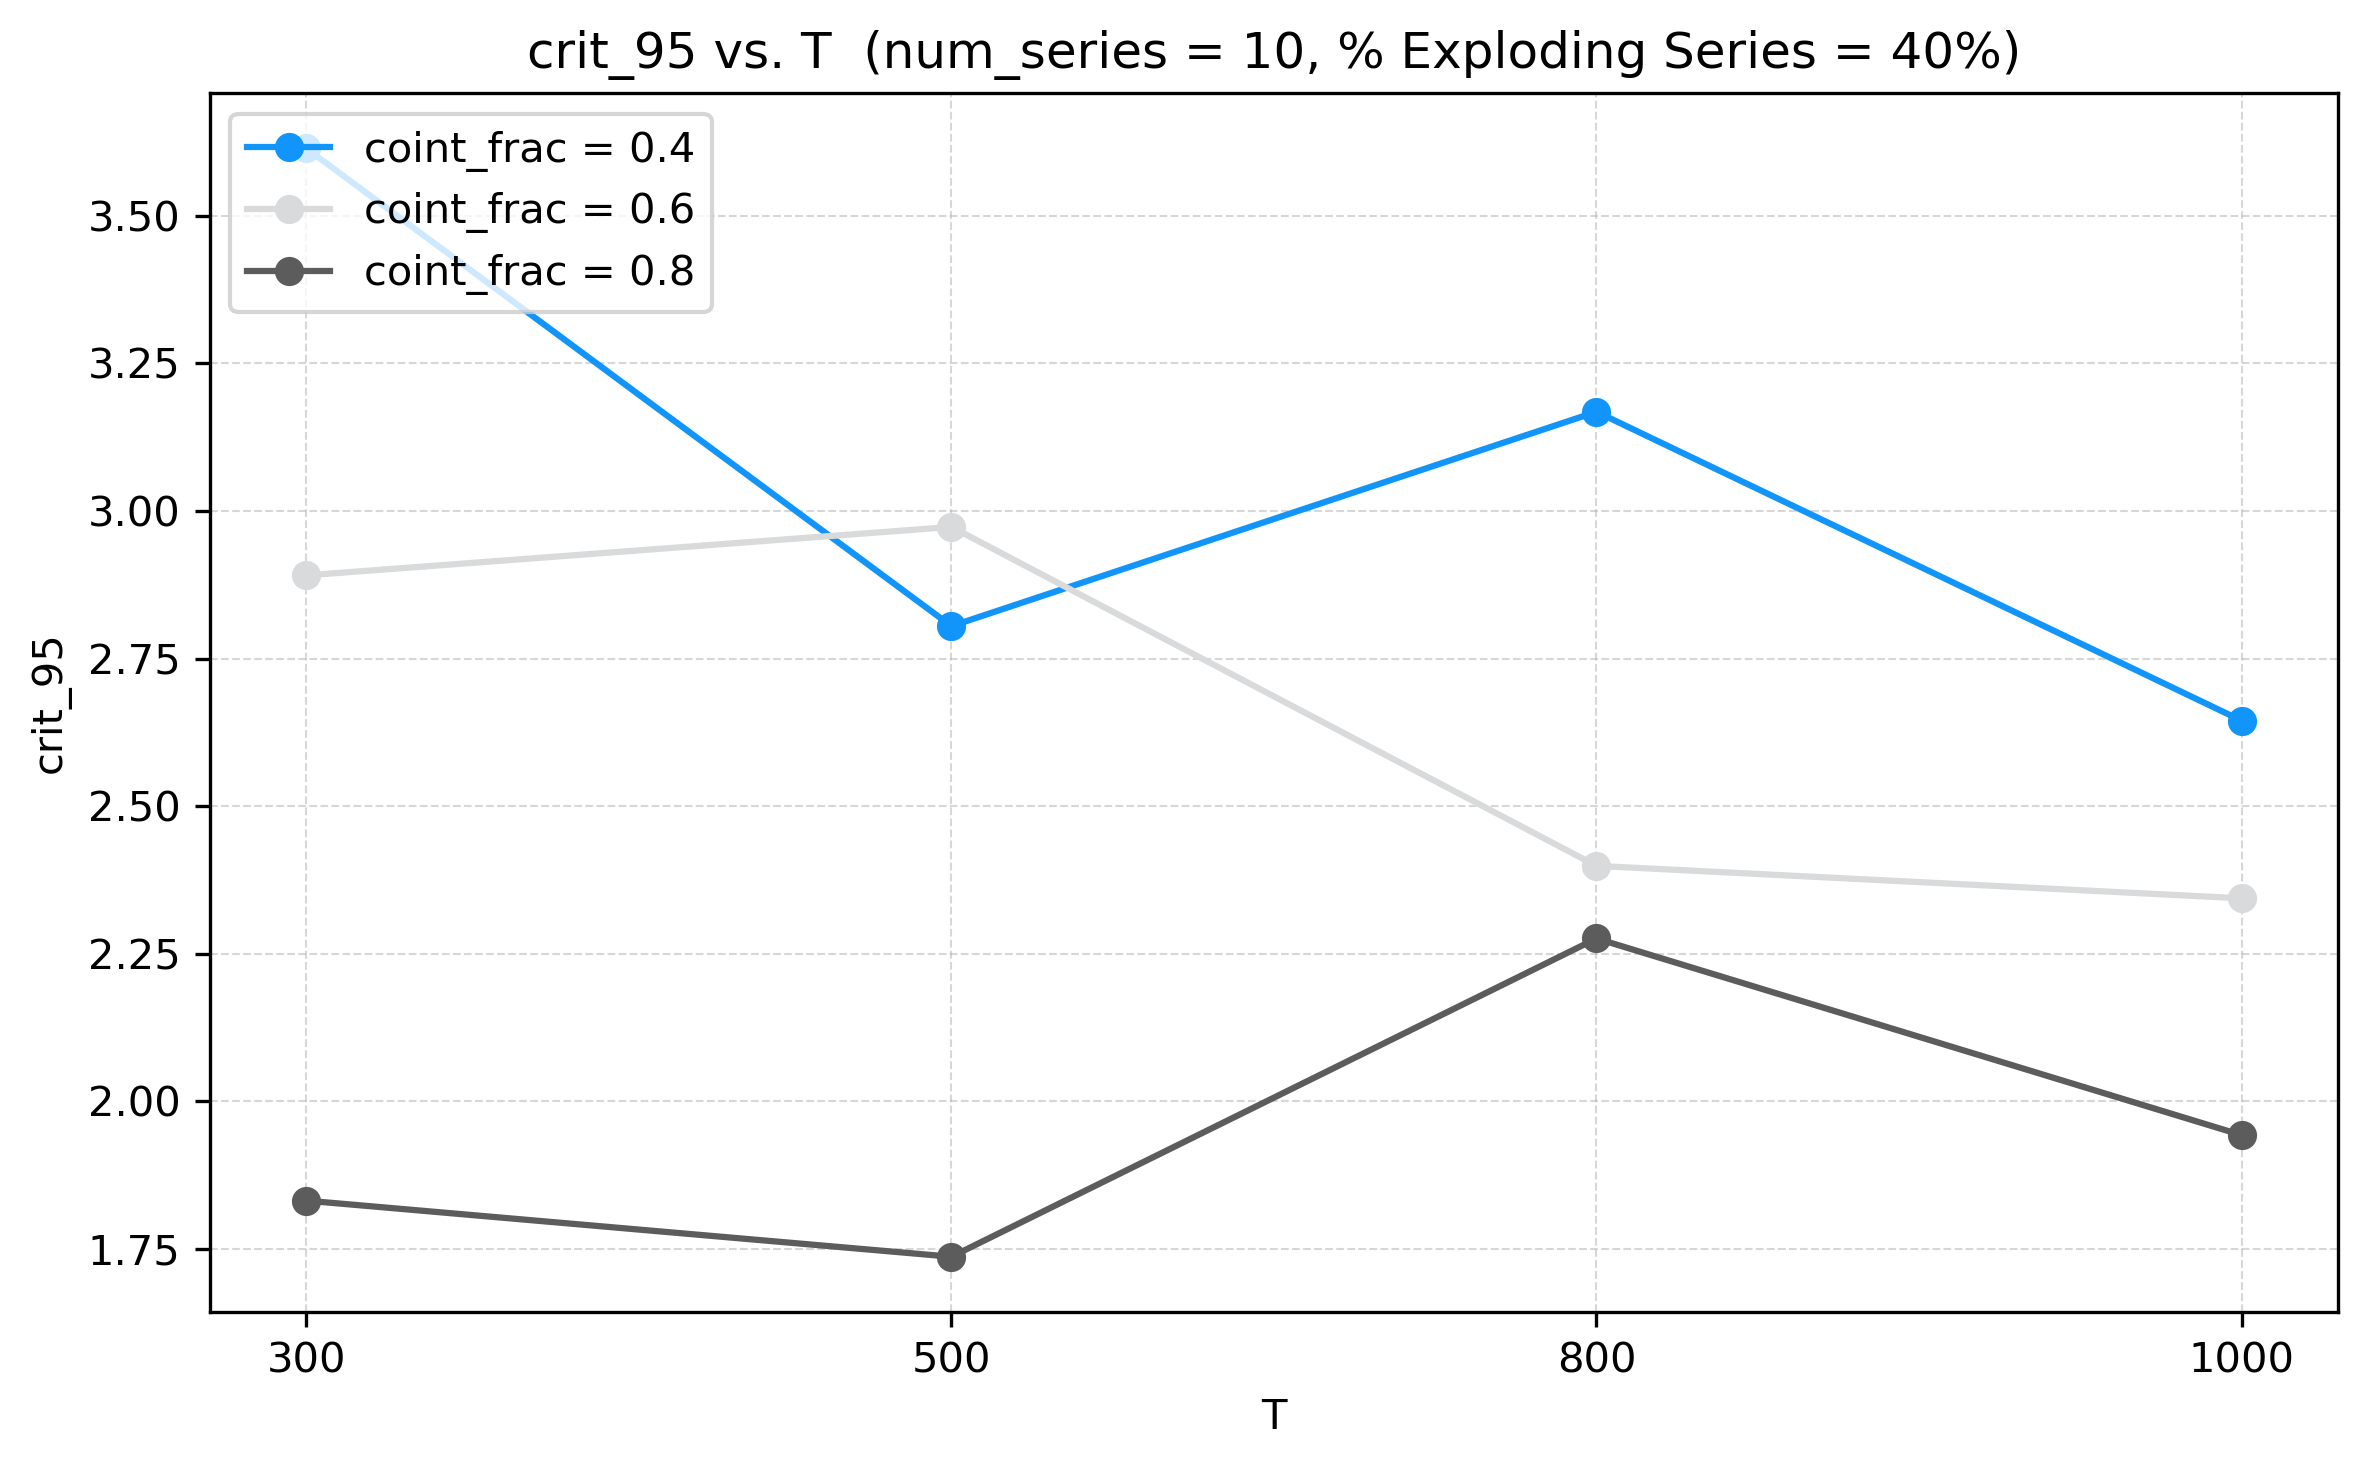 crit_95 vs. T  (num_series = 10, % Exploding Series = 40%)
coint_frac = 0.4
coint_frac = 0.6
coint_frac = 0.8
3.50
3.25
3.00
2.75
2.50
2.25
2.00
1.75
crit_95
300
500
800
1000
T